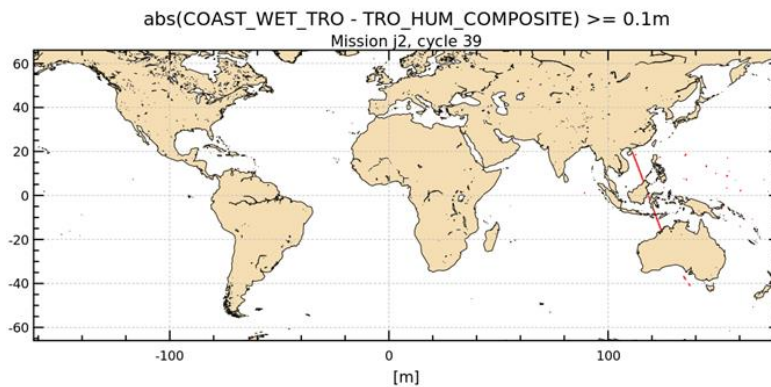 abs(COAST_WET_TRO - TRO_HUM_COMPOSITE) >= 0.1m
Mission j2, cycle 39
60
40
20
0
-20
-40
-60
-100 0 100
[m]